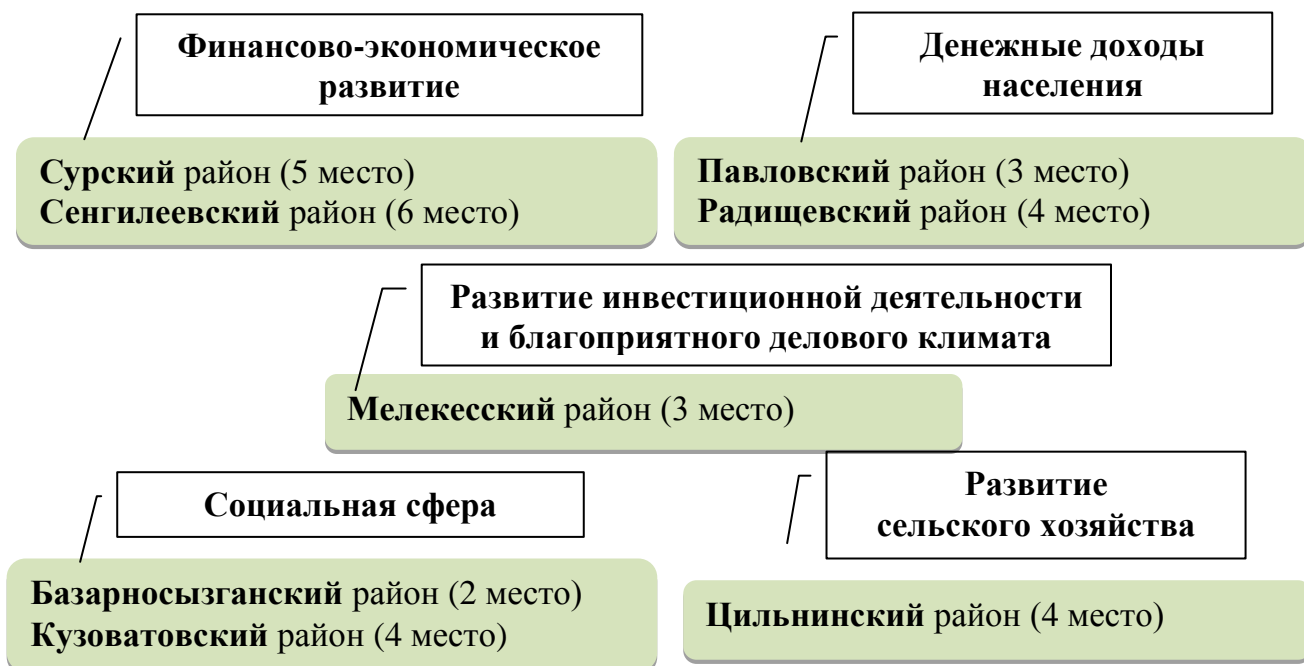 Финансово-экономическое
развитие
Сурский район (5 место)
Сенгилеевский район (6 место)
Денежные доходы
населения
Павловский район (3 место)
Радищевский район (4 место)
Развитие инвестиционной деятельности
и благоприятного делового климата
Мелекесский район (3 место)
Социальная сфера
Базарносызганский район (2 место)
Кузоватовский район (4 место)
Развитие
сельского хозяйства
Цильнинский район (4 место)